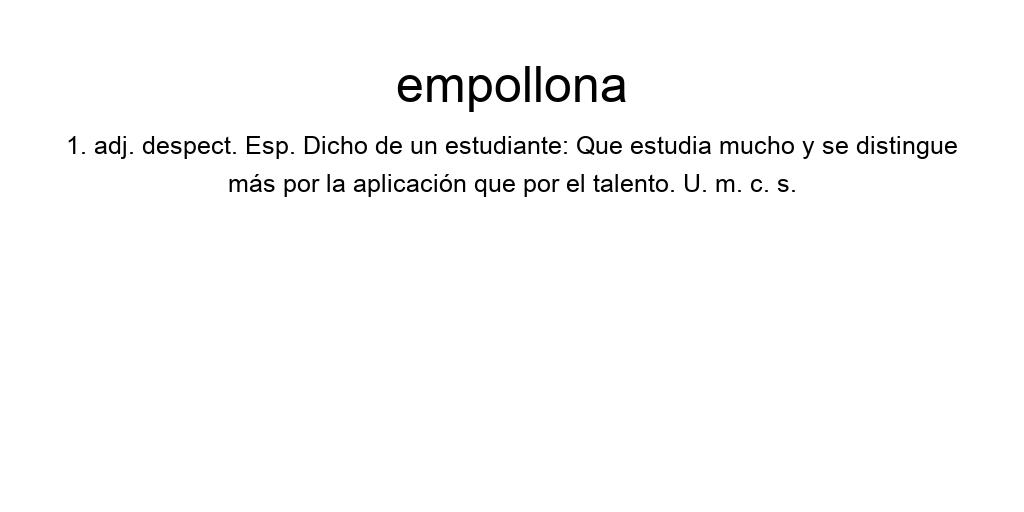 empollona
1. adj. despect. Esp. Dicho de un estudiante: Que estudia mucho y se distingue
más por la aplicación que por el talento. U. m. c. s.